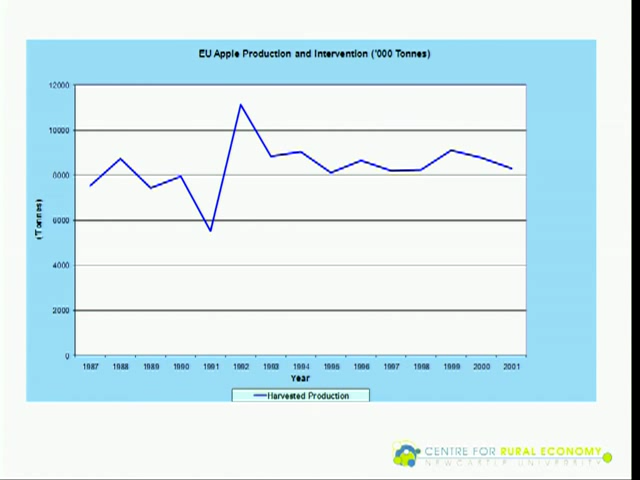 EU Apple Production and Intervention ('000 Tonnes)
12000
10000
8000
6000
4000
2000
0
(Tonnes)
1987 1988 1989 1990 1991 1992 1993 1994 1995 1996 1997 1998 1999 2000 2001
Year
Harvested Production
CENTRE FOR RURAL ECONOMY
NEWCASTLE UNIVERSITY